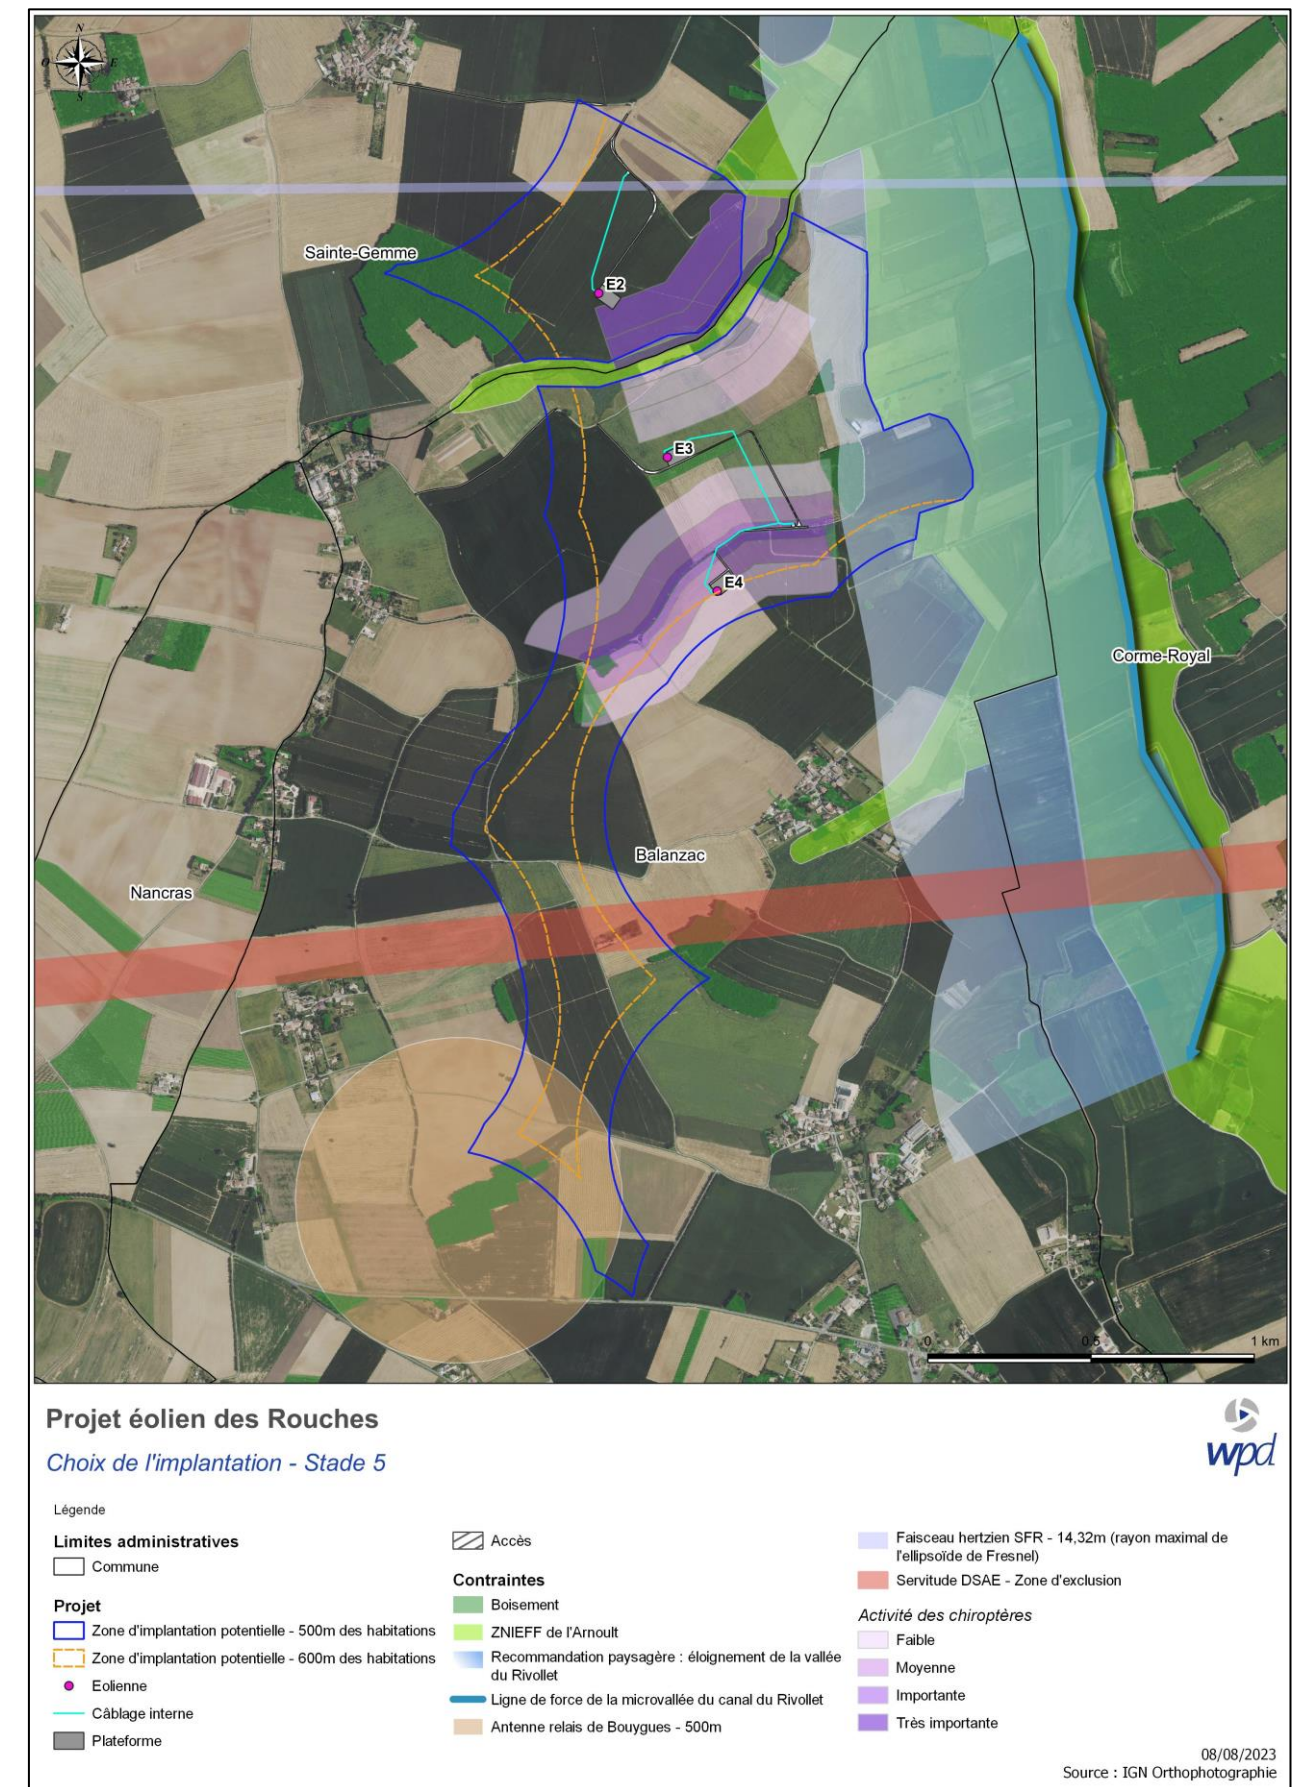 N
O
E
S
Sainte-Gemme
E2
E3
E4
Corme-Royal
Balanzac
Nancras
0 0,5 1 km
Projet éolien des Rouches
Choix de l'implantation - Stade 5
wpd
Légende
Limites administratives
Commune
Projet
Zone d'implantation potentielle - 500m des habitations
Zone d'implantation potentielle - 600m des habitations
Eolienne
Câblage interne
Plateforme
Accès
Contraintes
Boisement
ZNIEFF de l'Arnoult
Recommandation paysagère : éloignement de la vallée
du Rivollet
Ligne de force de la microvallée du canal du Rivollet
Antenne relais de Bouygues - 500m
Faisceau hertzien SFR - 14,32m (rayon maximal de
l'ellipsoïde de Fresnel)
Servitude DSAE - Zone d'exclusion
Activité des chiroptères
Faible
Moyenne
Importante
Très importante
08/08/2023
Source : IGN Orthophotographie